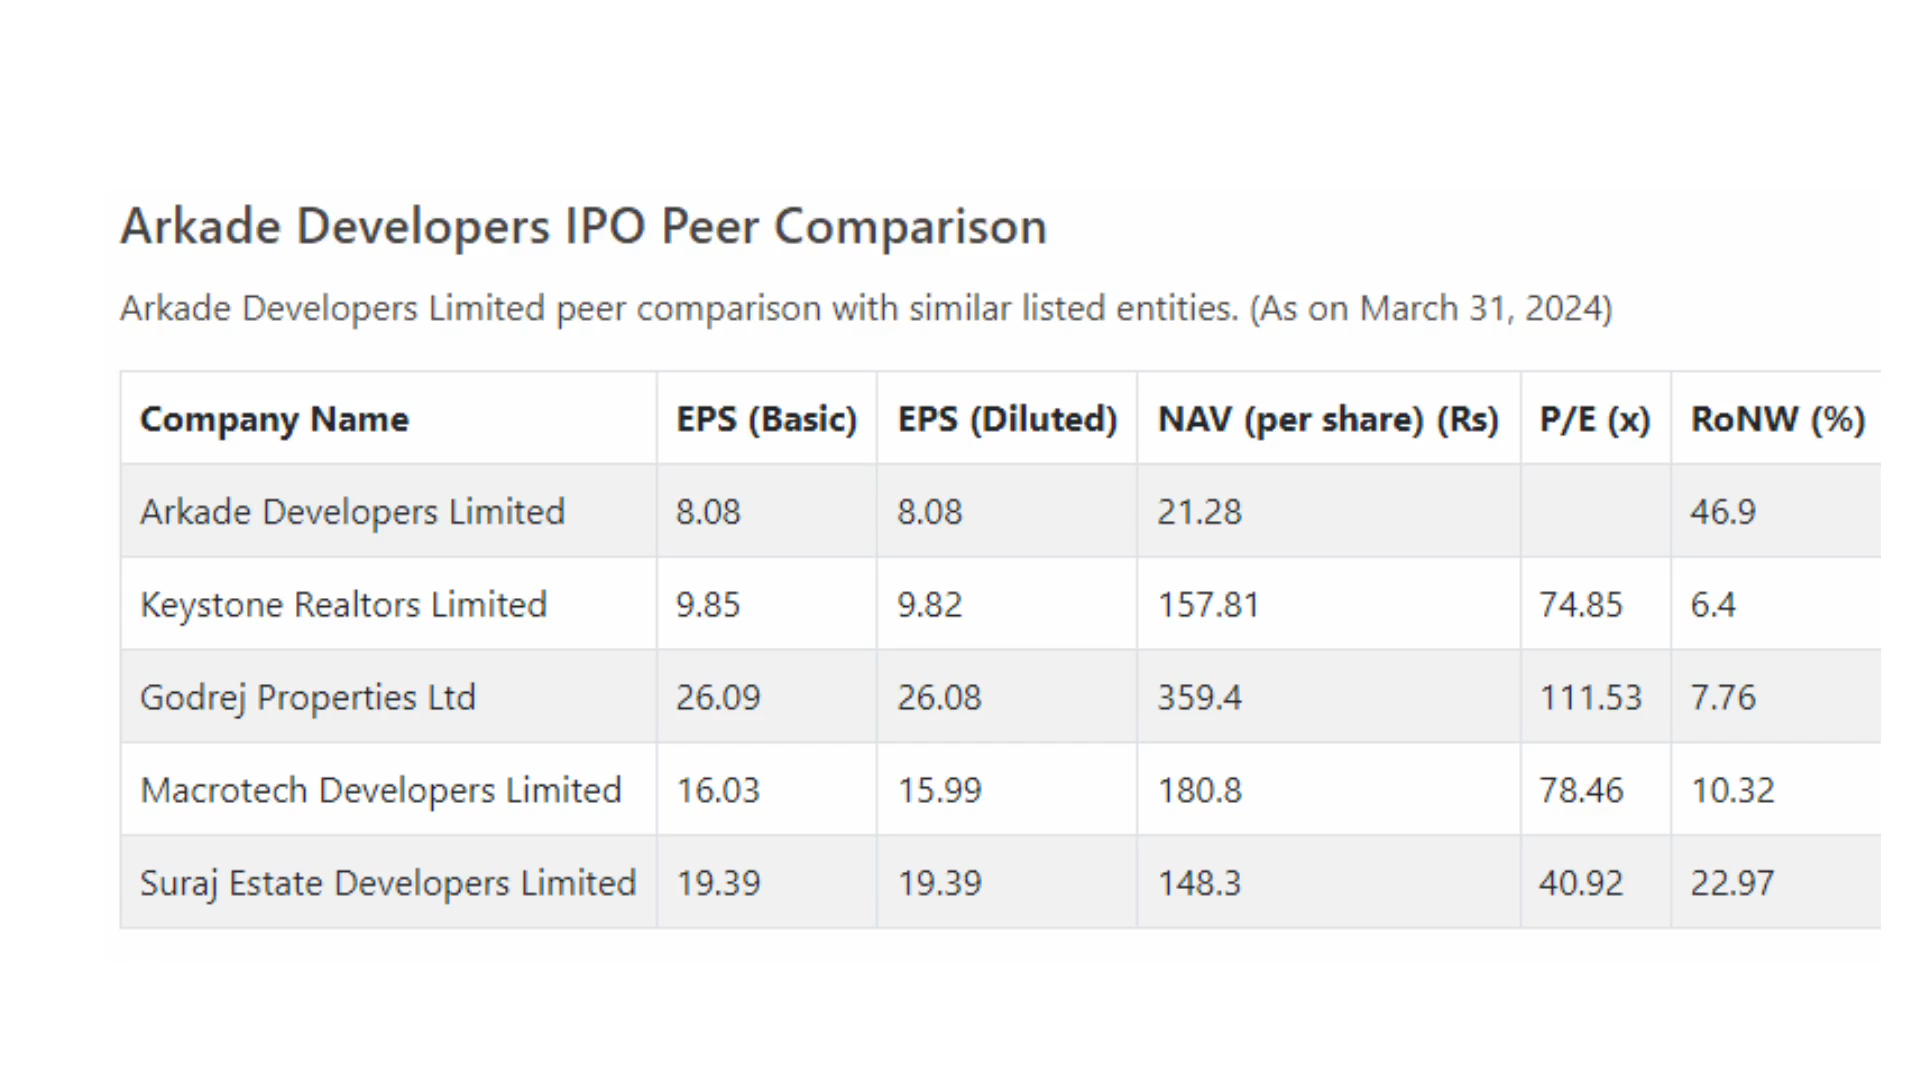 Arkade Developers IPO Peer Comparison
Arkade Developers Limited peer comparison with similar listed entities. (As on March 31, 2024)
Company Name EPS (Basic) EPS (Diluted) NAV (per share) (Rs) P/E (x) RoNW (%)
Arkade Developers Limited 8.08 8.08 21.28 46.9
Keystone Realtors Limited 9.85 9.82 157.81 74.85 6.4
Godrej Properties Ltd 26.09 26.08 359.4 111.53 7.76
Macrotech Developers Limited 16.03 15.99 180.8 78.46 10.32
Suraj Estate Developers Limited 19.39 19.39 148.3 40.92 22.97